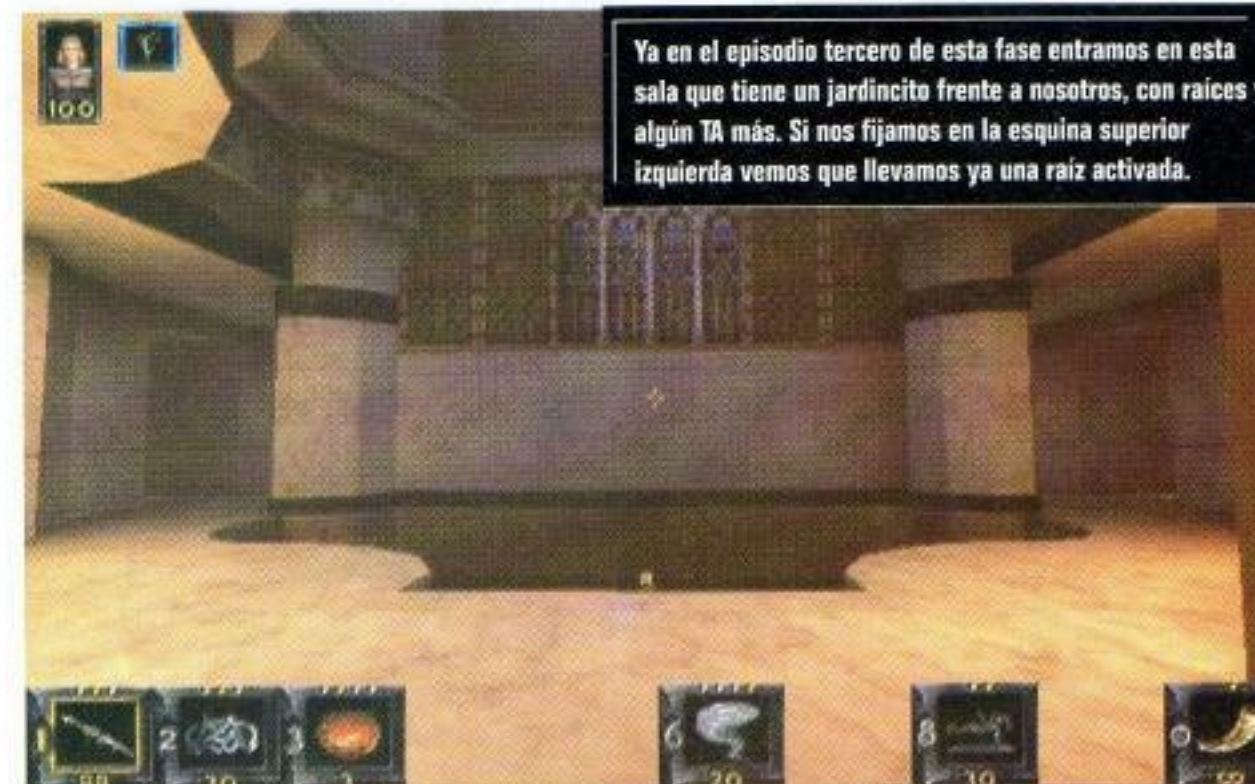 Ya en el episodio tercero de esta fase entramos en esta
sala que tiene un jardincito frente a nosotros, con raíces
algún TA más. Si nos fijamos en la esquina superior
izquierda vemos que llevamos ya una raíz activada.
100
2 3 6 8
20 10